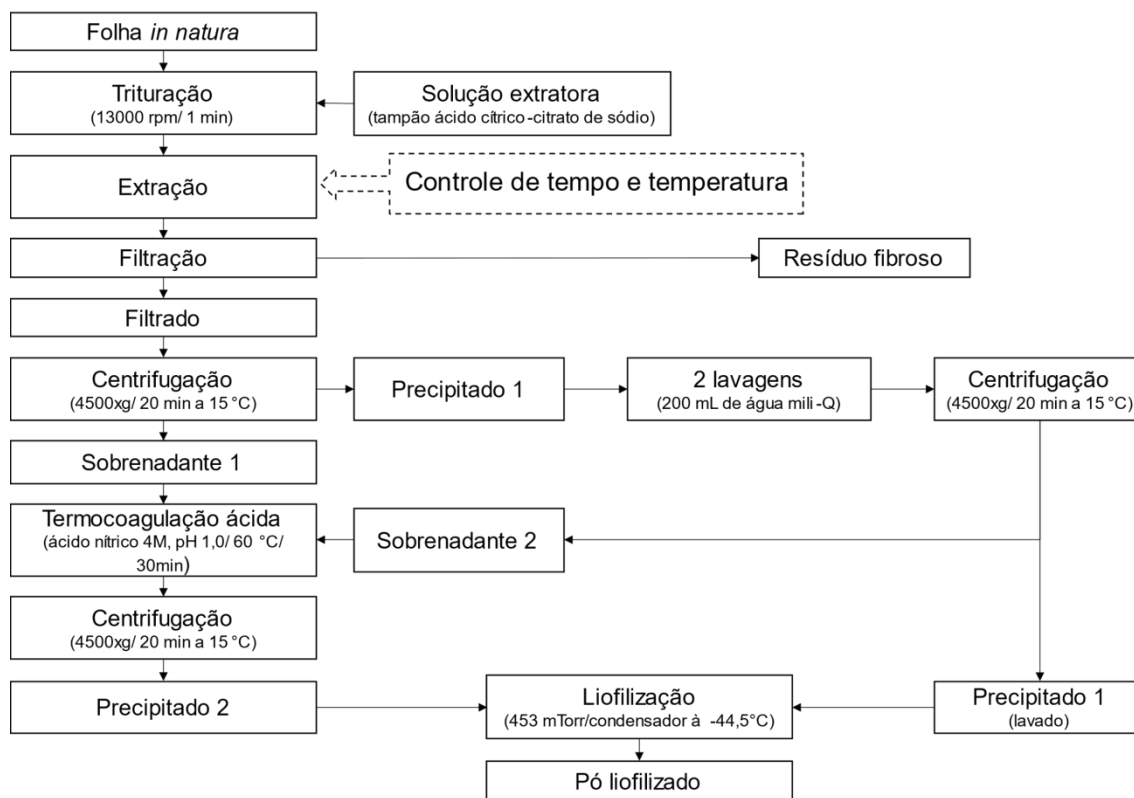 Folha in natura
Trituração
(13000 rpm/ 1 min)
Solução extratora
(tampão ácido cítrico-citrato de sódio)
Extração
Controle de tempo e temperatura
Filtração
Resíduo fibroso
Filtrado
Centrifugação
(4500xg/ 20 min a 15 °C)
Precipitado 1
2 lavagens
(200 mL de água mili-Q)
Centrifugação
(4500xg/ 20 min a 15 °C)
Sobrenadante 1
Termocoagulação ácida
(ácido nítrico 4M, pH 1,0/ 60 °C/
30min)
Sobrenadante 2
Centrifugação
(4500xg/ 20 min a 15 °C)
Precipitado 2
Liofilização
(453 mTorr/condensador à -44,5°C)
Precipitado 1
(lavado)
Pó liofilizado